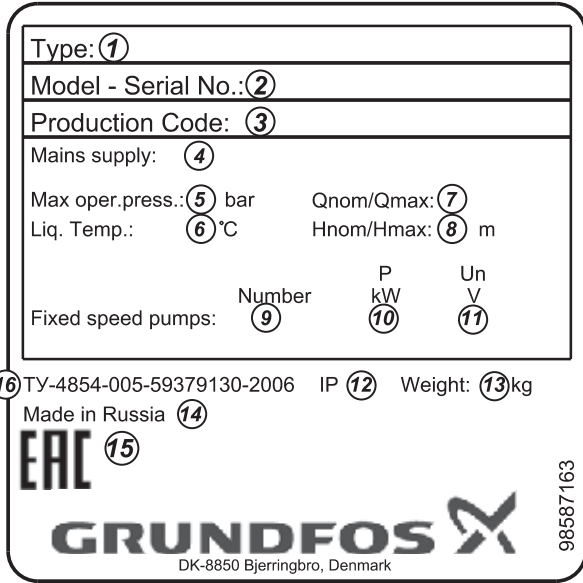 Type: 1
Model - Serial No.: 2
Production Code: 3
Mains supply: 4
Max oper.press.: 5 bar Qnom/Qmax: 7
Liq. Temp.: 6 °C Hnom/Hmax: 8 m
P Un
Number kW V
Fixed speed pumps: 9 10 11
16 ТУ-4854-005-59379130-2006 IP 12 Weight: 13 kg
Made in Russia 14
EAC 15
98587163
GRUNDFOS
DK-8850 Bjerringbro, Denmark